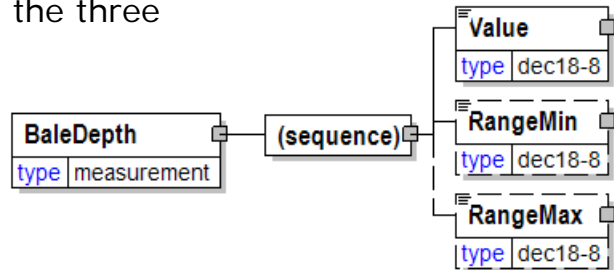 the three
Value
type dec18-8
BaleDepth
type measurement
(sequence)
RangeMin
type dec18-8
RangeMax
type dec18-8